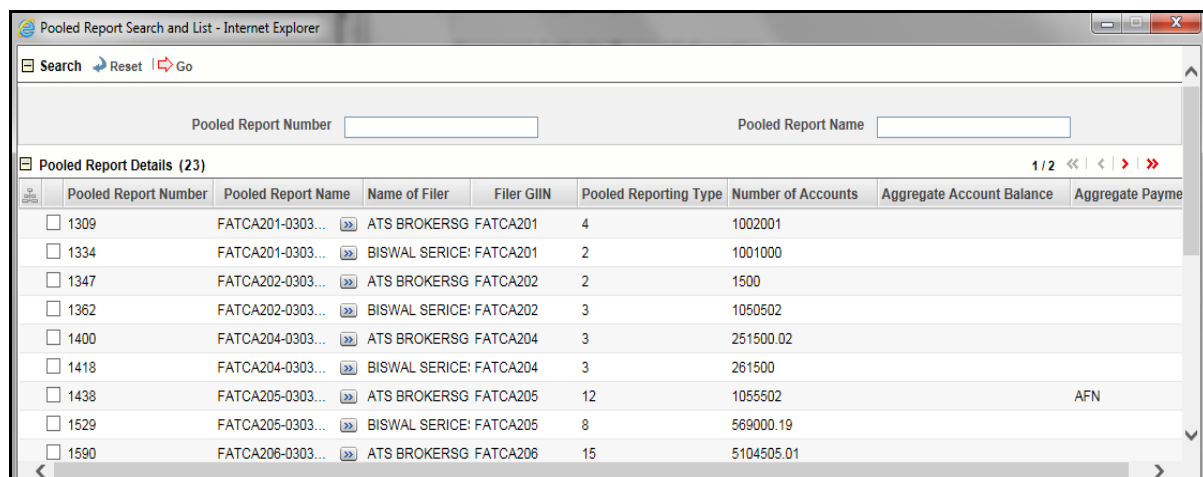 Pooled Report Search and List - Internet Explorer
Search Reset Go
Pooled Report Number Pooled Report Name
Pooled Report Details (23) 1 / 2
Pooled Report Number Pooled Report Name Name of Filer Filer GIIN Pooled Reporting Type Number of Accounts Aggregate Account Balance Aggregate Payme
1309 FATCA201-0303... ATS BROKERSG FATCA201 4 1002001
1334 FATCA201-0303... BISWAL SERICE: FATCA201 2 1001000
1347 FATCA202-0303... ATS BROKERSG FATCA202 2 1500
1362 FATCA202-0303... BISWAL SERICE: FATCA202 3 1050502
1400 FATCA204-0303... ATS BROKERSG FATCA204 3 251500.02
1418 FATCA204-0303... BISWAL SERICE: FATCA204 3 261500
1438 FATCA205-0303... ATS BROKERSG FATCA205 12 1055502 AFN
1529 FATCA205-0303... BISWAL SERICE: FATCA205 8 569000.19
1590 FATCA206-0303... ATS BROKERSG FATCA206 15 5104505.01